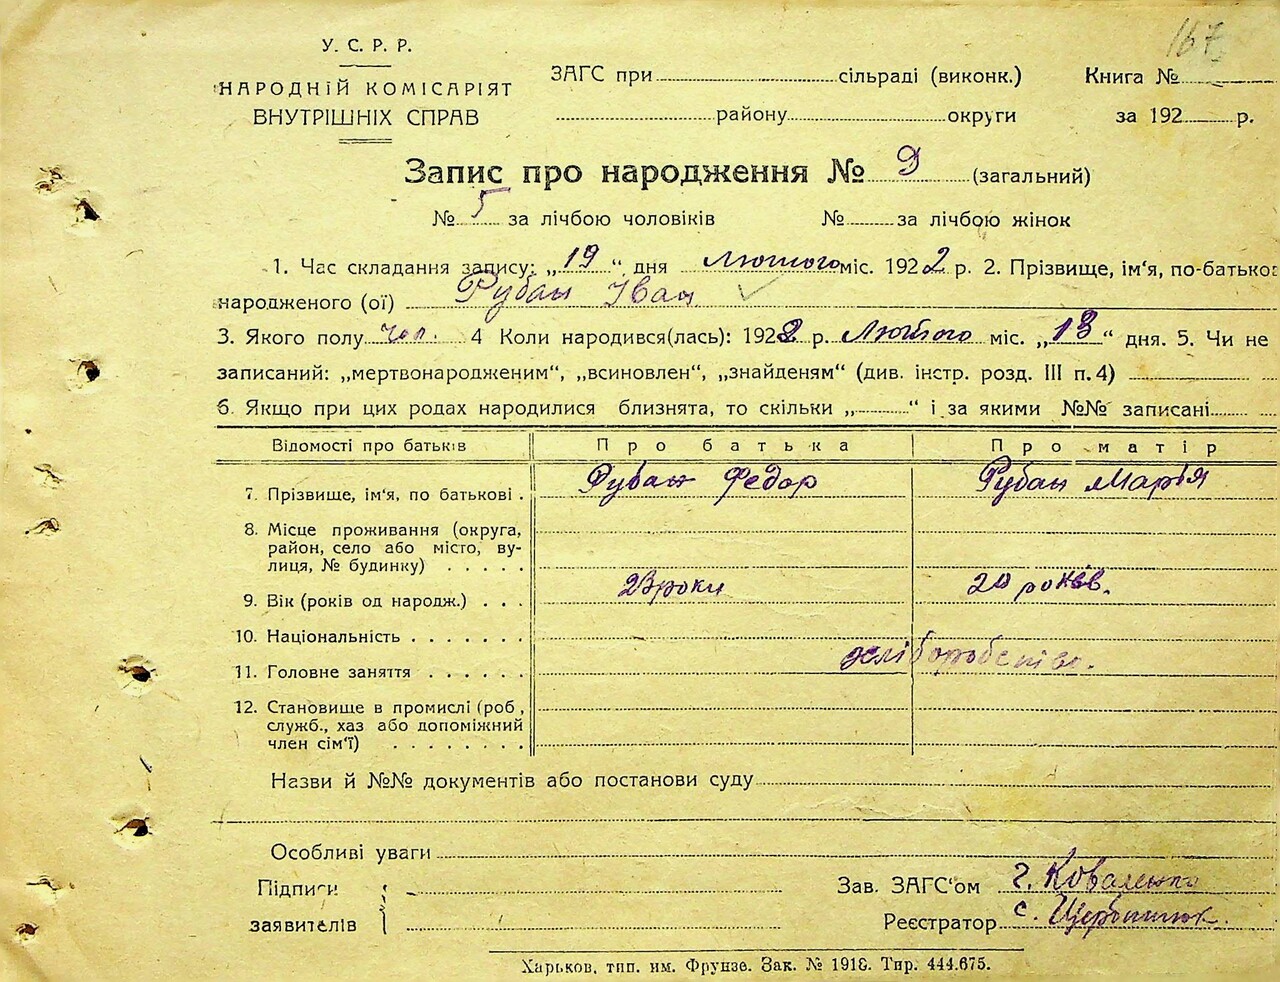 167
У. С. Р. Р.
НАРОДНІЙ КОМІСАРІЯТ
ВНУТРІШНІХ СПРАВ
ЗАГС при сільраді (виконк.) Книга №
району округи за 192 р.
Запис про народження № 9 (загальний)
№ 5 за лічбою чоловіків № за лічбою жінок
1. Час складання запису: „19“ дня Лютого міс. 1922 р. 2. Прізвище, ім'я, по-батькові
народженого (ої) Рубан Іван
3. Якого полу чол. 4 Коли народився(лась): 1922 р. Лютого міс. „13“ дня. 5. Чи не
записаний: „мертвонародженим“, „всиновлен“, „знайденям“ (див. інстр. розд. III п. 4)
6. Якщо при цих родах народилися близнята, то скільки „ “ і за якими №№ записані
Відомості про батьків Про батька Про матір
7. Прізвище, ім'я, по батькові . Рубан Федор Рубан Марія
8. Місце проживання (округа,
район, село або місто, ву-
лиця, № будинку) . . . . .
9. Вік (років од народж.) . . . 23 роки 20 років.
10. Національність . . . . . . .
11. Головне заняття . . . . . . хліборобство.
12. Становище в промислі (роб,
служб., хаз або допоміжний
член сім'ї) . . . . . . . .
Назви й №№ документів або постанови суду
Особливі уваги
Підписи Зав. ЗАГС'ом г. Коваленко
заявителів Реєстратор с.
Харьков, тип. им. Фрунзе. Зак. № 1918. Тир. 444.675.